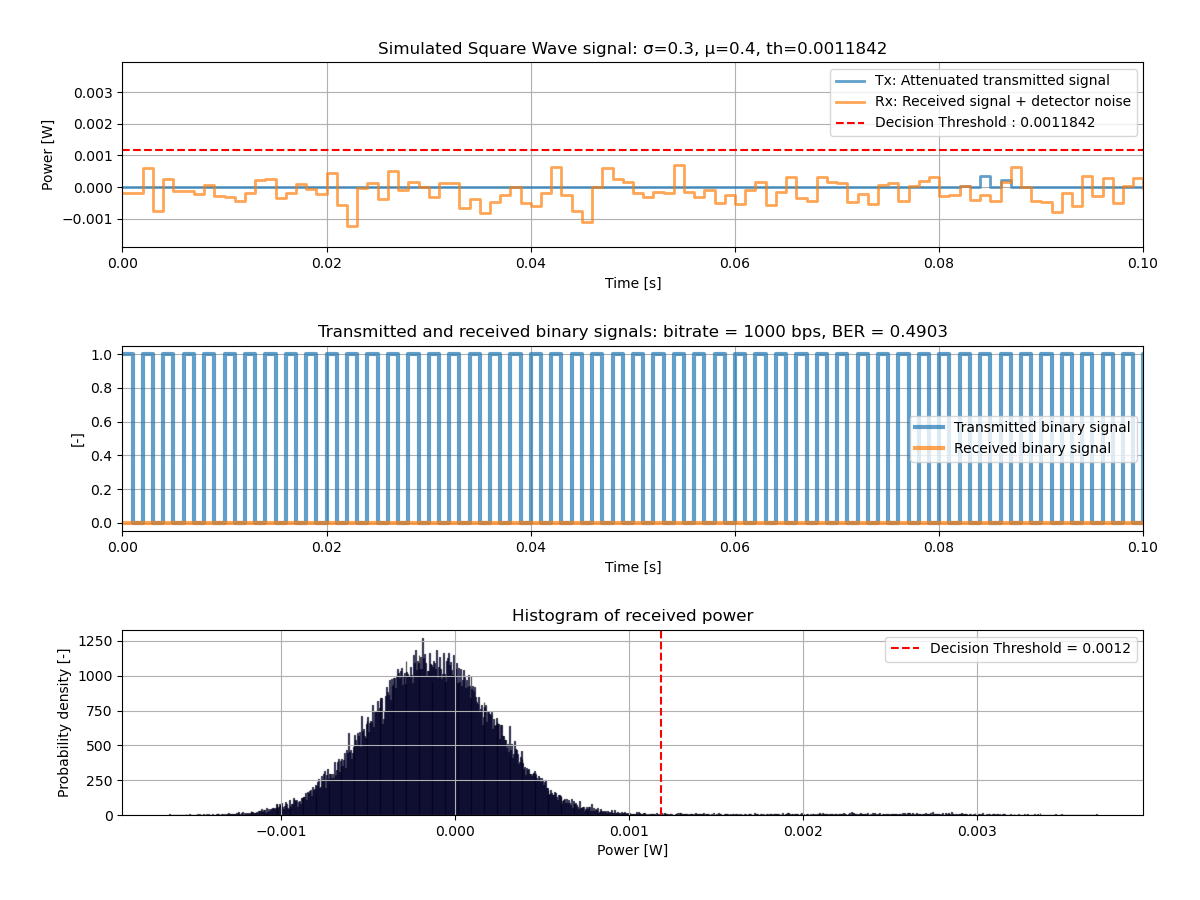 Simulated Square Wave signal: σ=0.3, μ=0.4, th=0.0011842
Tx: Attenuated transmitted signal
Rx: Received signal + detector noise
Decision Threshold : 0.0011842
Power [W]
0.003
0.002
0.001
0.000
−0.001
0.00 0.02 0.04 0.06 0.08 0.10
Time [s]
Transmitted and received binary signals: bitrate = 1000 bps, BER = 0.4903
Transmitted binary signal
Received binary signal
[-]
1.0
0.8
0.6
0.4
0.2
0.0
0.00 0.02 0.04 0.06 0.08 0.10
Time [s]
Histogram of received power
Decision Threshold = 0.0012
Probability density [-]
1250
1000
750
500
250
0
−0.001 0.000 0.001 0.002 0.003
Power [W]